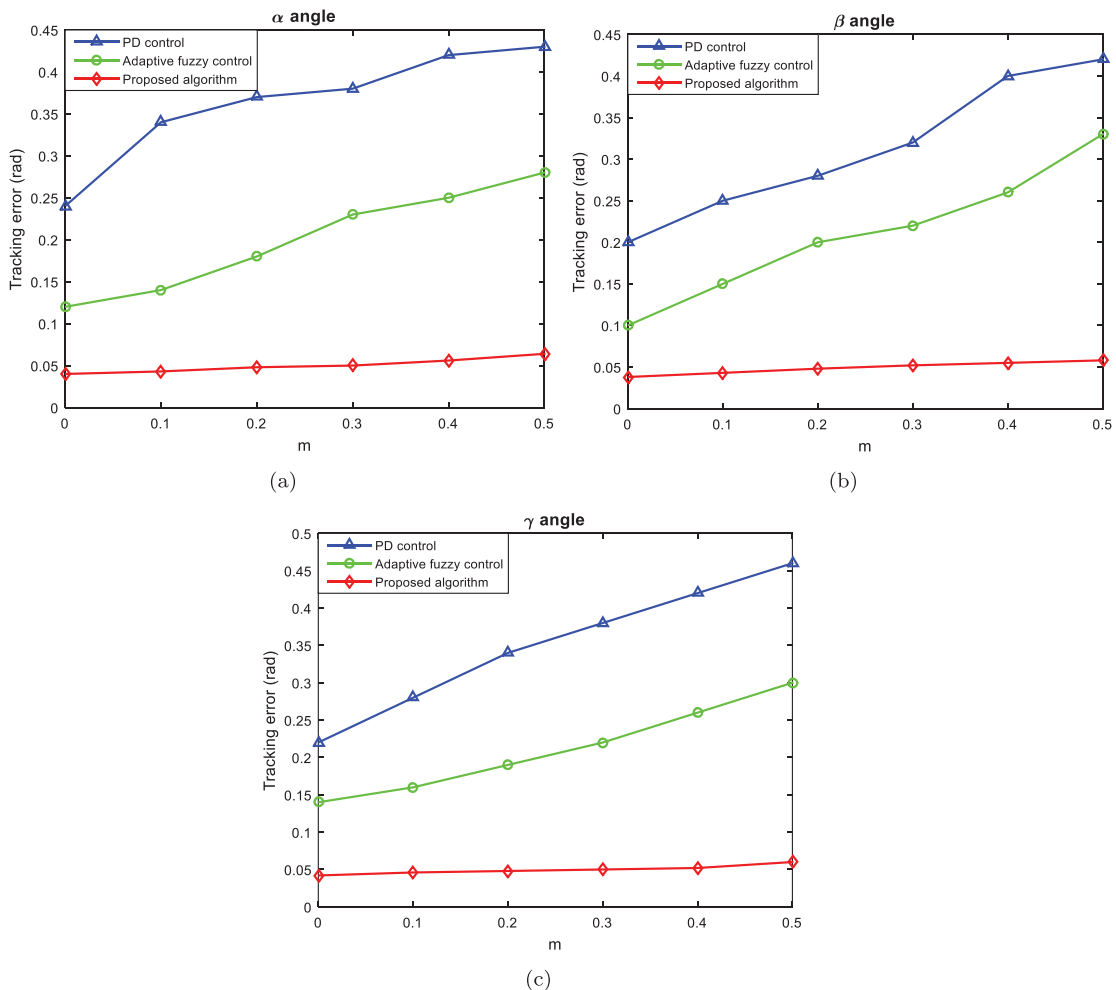 α angle
PD control
Adaptive fuzzy control
Proposed algorithm
Tracking error (rad)
0.45
0.4
0.35
0.3
0.25
0.2
0.15
0.1
0.05
0
0 0.1 0.2 0.3 0.4 0.5
m
(a)
β angle
PD control
Adaptive fuzzy control
Proposed algorithm
Tracking error (rad)
0.45
0.4
0.35
0.3
0.25
0.2
0.15
0.1
0.05
0
0 0.1 0.2 0.3 0.4 0.5
m
(b)
γ angle
PD control
Adaptive fuzzy control
Proposed algorithm
Tracking error (rad)
0.5
0.45
0.4
0.35
0.3
0.25
0.2
0.15
0.1
0.05
0
0 0.1 0.2 0.3 0.4 0.5
m
(c)